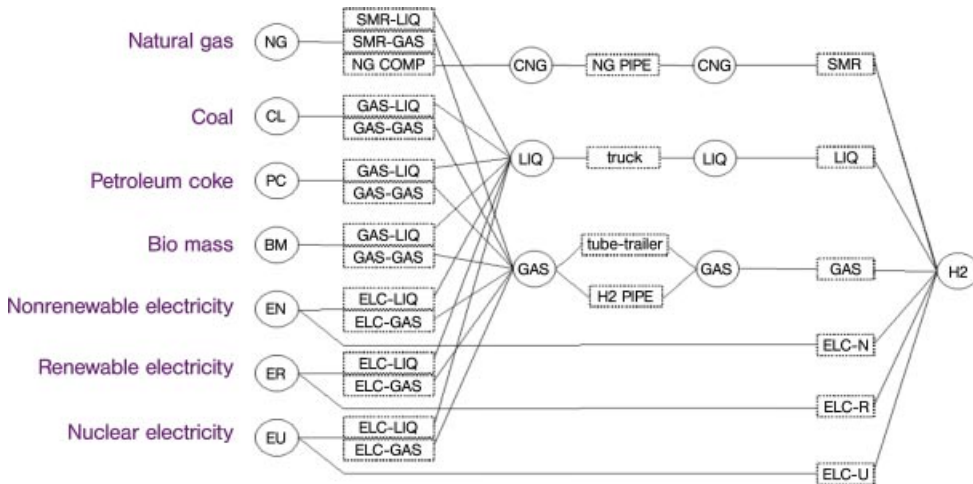 SMR-LIQ
Natural gas NG SMR-GAS
NG COMP CNG NG PIPE CNG SMR
GAS-LIQ
Coal CL GAS-GAS
LIQ truck LIQ LIQ
Petroleum coke PC GAS-LIQ
GAS-GAS
Bio mass BM GAS-LIQ
GAS-GAS
tube-trailer
GAS GAS GAS H2
H2 PIPE
Nonrenewable electricity EN ELC-LIQ
ELC-GAS
ELC-N
Renewable electricity ER ELC-LIQ
ELC-GAS
ELC-R
Nuclear electricity EU ELC-LIQ
ELC-GAS
ELC-U